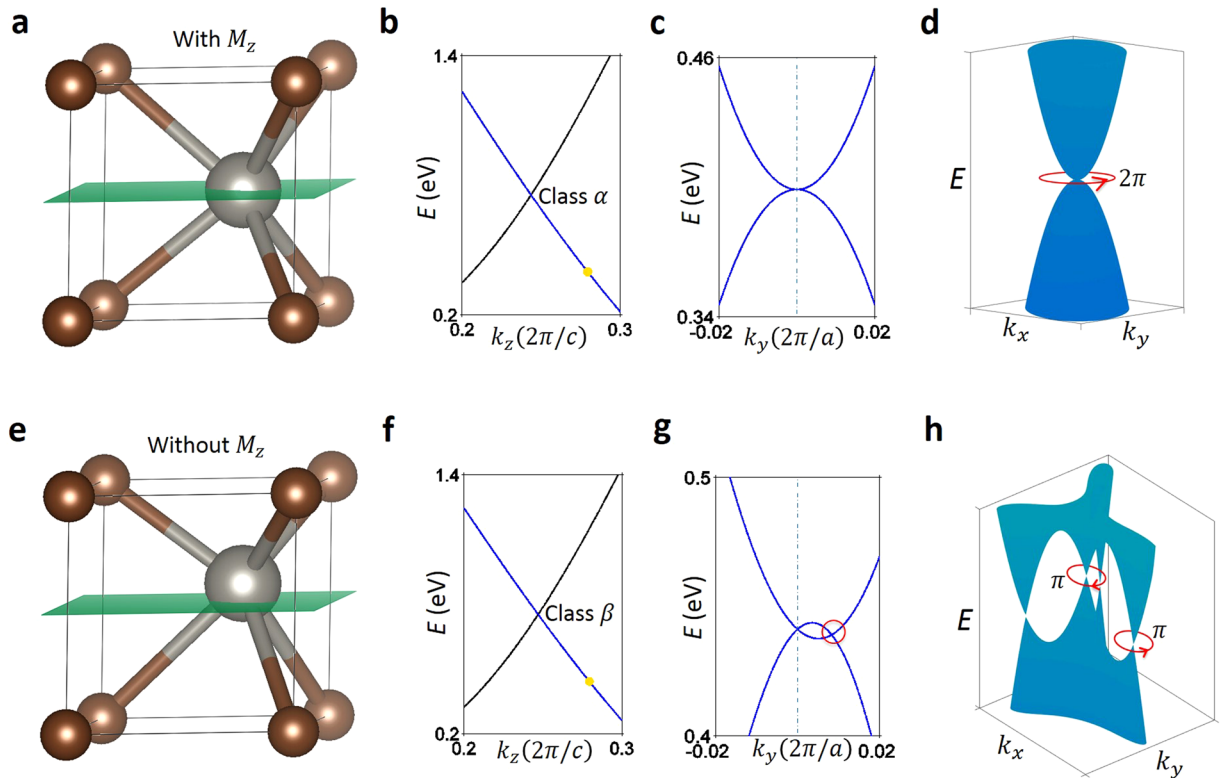 a
With M_z
b
1.4
E (eV)
Class α
0.2
0.2
0.3
k_z(2π/c)
c
0.46
E (eV)
0.34
-0.02
0.02
k_y(2π/a)
d
E
2π
k_x
k_y
e
Without M_z
f
1.4
E (eV)
Class β
0.2
0.2
0.3
k_z(2π/c)
g
0.5
E (eV)
0.4
-0.02
0.02
k_y(2π/a)
h
π
π
E
k_x
k_y